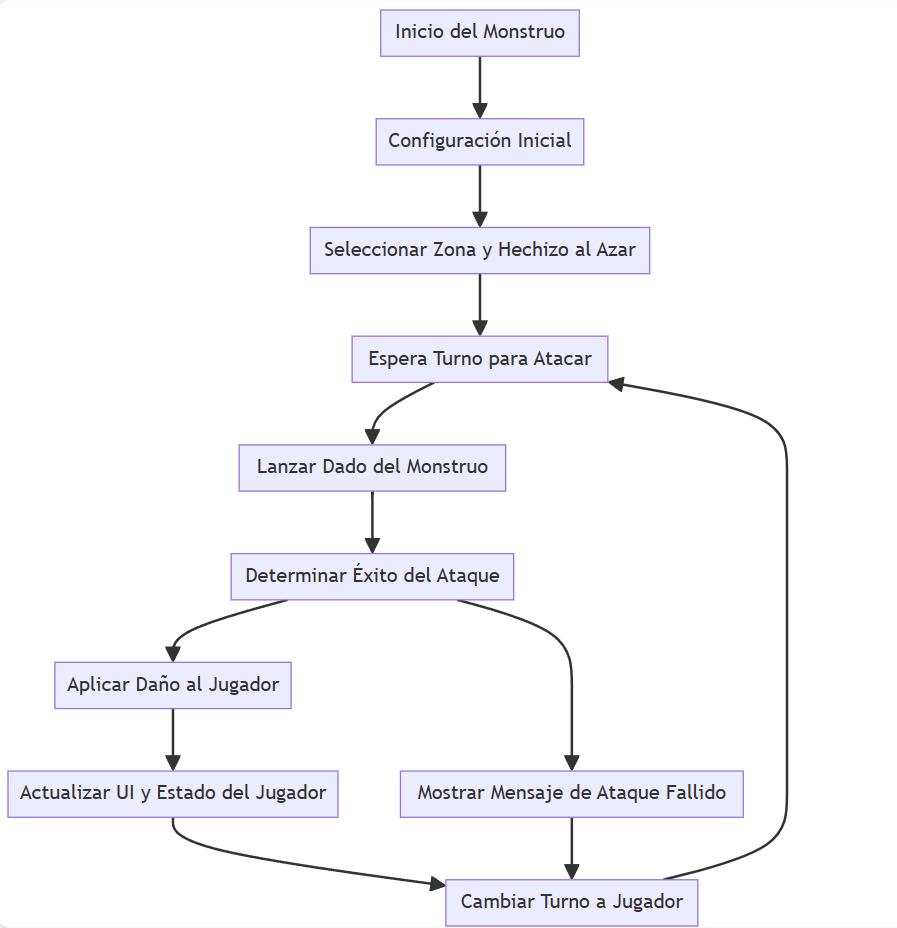 Inicio del Monstruo
Configuración Inicial
Seleccionar Zona y Hechizo al Azar
Espera Turno para Atacar
Lanzar Dado del Monstruo
Determinar Éxito del Ataque
Aplicar Daño al Jugador
Actualizar UI y Estado del Jugador
Mostrar Mensaje de Ataque Fallido
Cambiar Turno a Jugador